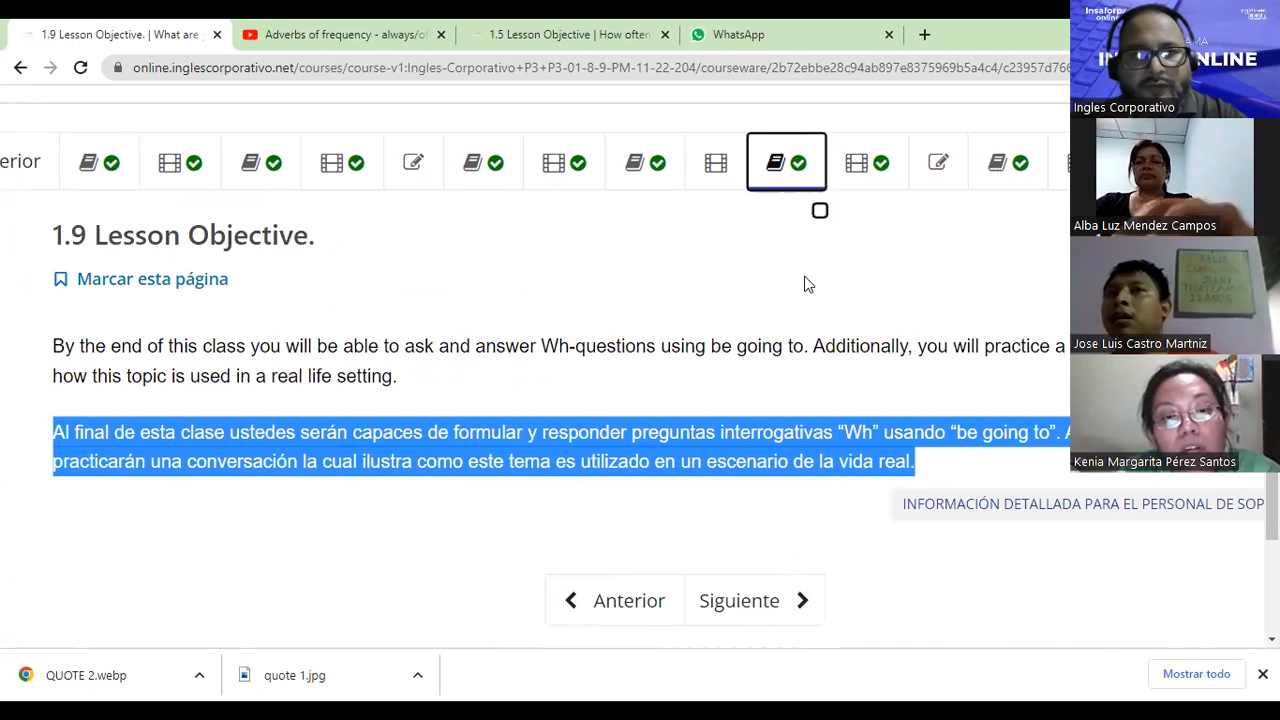 1.9 Lesson Objective. | What are
Adverbs of frequency - always/of
1.5 Lesson Objective | How often
WhatsApp
Insaforp
online
INGLES ONLINE
online.inglescorporativo.net/courses/course-v1:Ingles-Corporativo+P3-01-8-9-PM-11-22-204/courseware/2b72ebbe28c94ab897e8375969b5a4c4/c23957d766
Ingles Corporativo
erior
Alba Luz Mendez Campos
1.9 Lesson Objective.
Marcar esta página
FELIZ
Jose Luis Castro Martniz
By the end of this class you will be able to ask and answer Wh-questions using be going to. Additionally, you will practice a
how this topic is used in a real life setting.
Al final de esta clase ustedes serán capaces de formular y responder preguntas interrogativas “Wh” usando “be going to”. A
practicarán una conversación la cual ilustra como este tema es utilizado en un escenario de la vida real.
Kenia Margarita Pérez Santos
INFORMACIÓN DETALLADA PARA EL PERSONAL DE SOP
Anterior
Siguiente
QUOTE 2.webp
quote 1.jpg
Mostrar todo